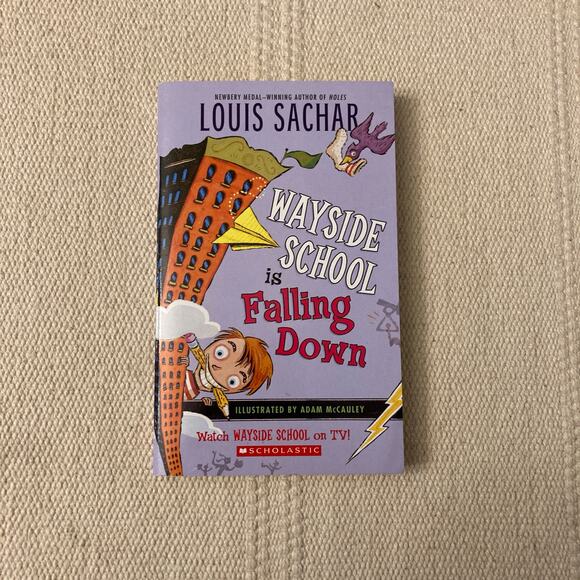 NEWBERY MEDAL–WINNING AUTHOR OF HOLES
LOUIS SACHAR
WAYSIDE
SCHOOL
is
Falling
Down
ILLUSTRATED BY ADAM McCAULEY
Watch WAYSIDE SCHOOL on TV!
SCHOLASTIC